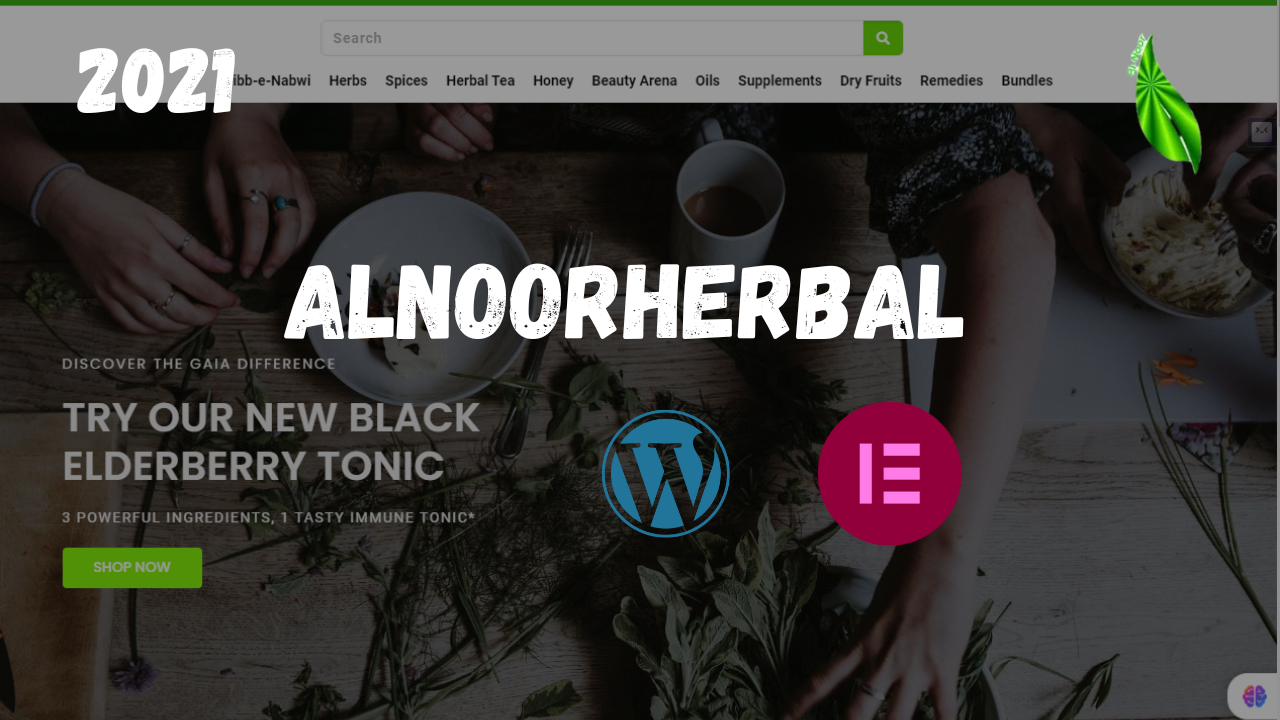 Search
2021
ibb-e-Nabwi Herbs Spices Herbal Tea Honey Beauty Arena Oils Supplements Dry Fruits Remedies Bundles
ALNOORHERBAL
DISCOVER THE GAIA DIFFERENCE
TRY OUR NEW BLACK
ELDERBERRY TONIC
3 POWERFUL INGREDIENTS, 1 TASTY IMMUNE TONIC*
SHOP NOW